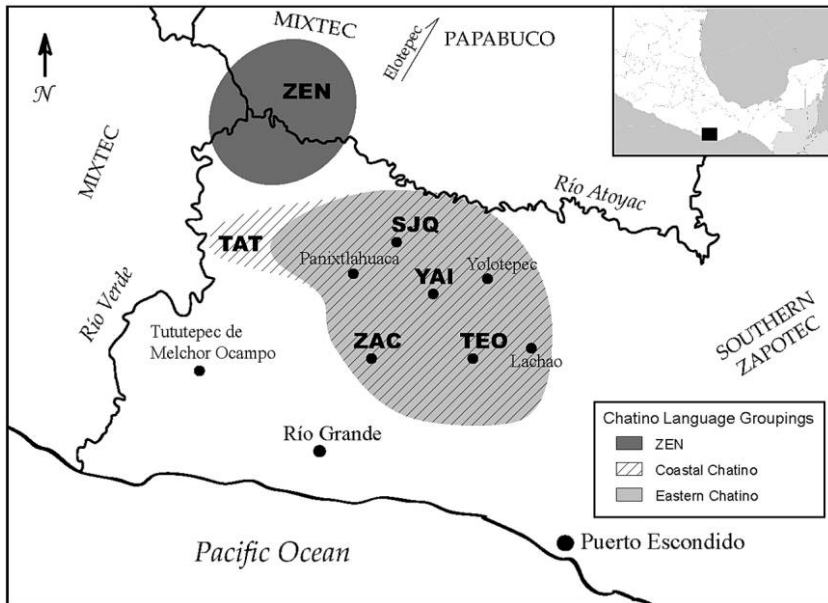 MIXTEC
Elotepec
PAPABUCO
ZEN
N
MIXTEC
Río Atoyac
SJQ
TAT
Panixtlahuaca
Yolotepec
YAI
Río Verde
Tututepec de
Melchor Ocampo
ZAC
TEO
Lachao
SOUTHERN
ZAPOTEC
Río Grande
Chatino Language Groupings
ZEN
Coastal Chatino
Eastern Chatino
Pacific Ocean
Puerto Escondido